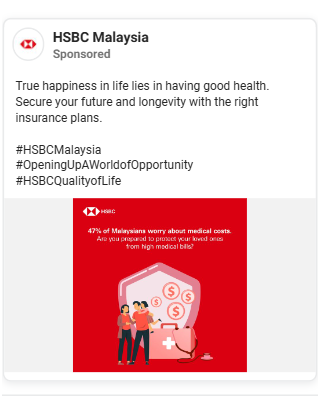 HSBC Malaysia
Sponsored
True happiness in life lies in having good health.
Secure your future and longevity with the right
insurance plans.
#HSBCMalaysia
#OpeningUpAWorldofOpportunity
#HSBCQualityofLife
HSBC
47% of Malaysians worry about medical costs.
Are you prepared to protect your loved ones
from high medical bills?
$
$
$
$